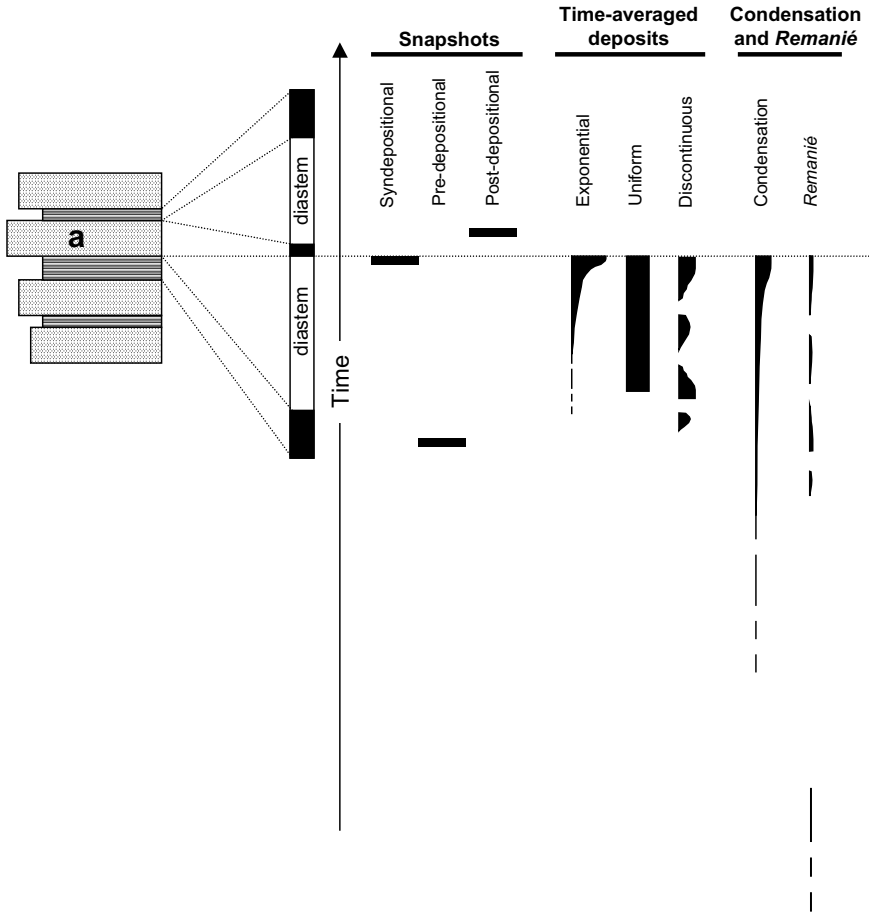 Snapshots
Time-averaged
deposits
Condensation
and Remanié
Syndepositional
Pre-depositional
Post-depositional
Exponential
Uniform
Discontinuous
Condensation
Remanié
a
diastem
diastem
Time